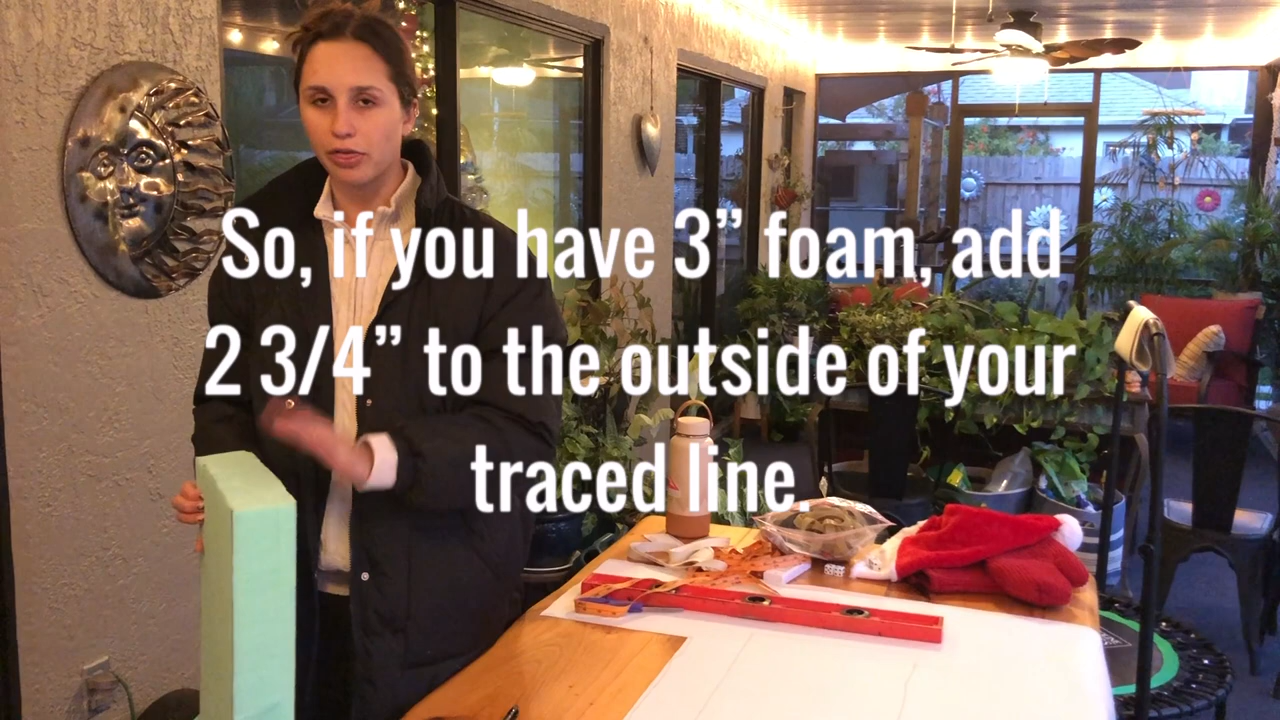 So, if you have 3” foam, add
2 3/4” to the outside of your
traced line.